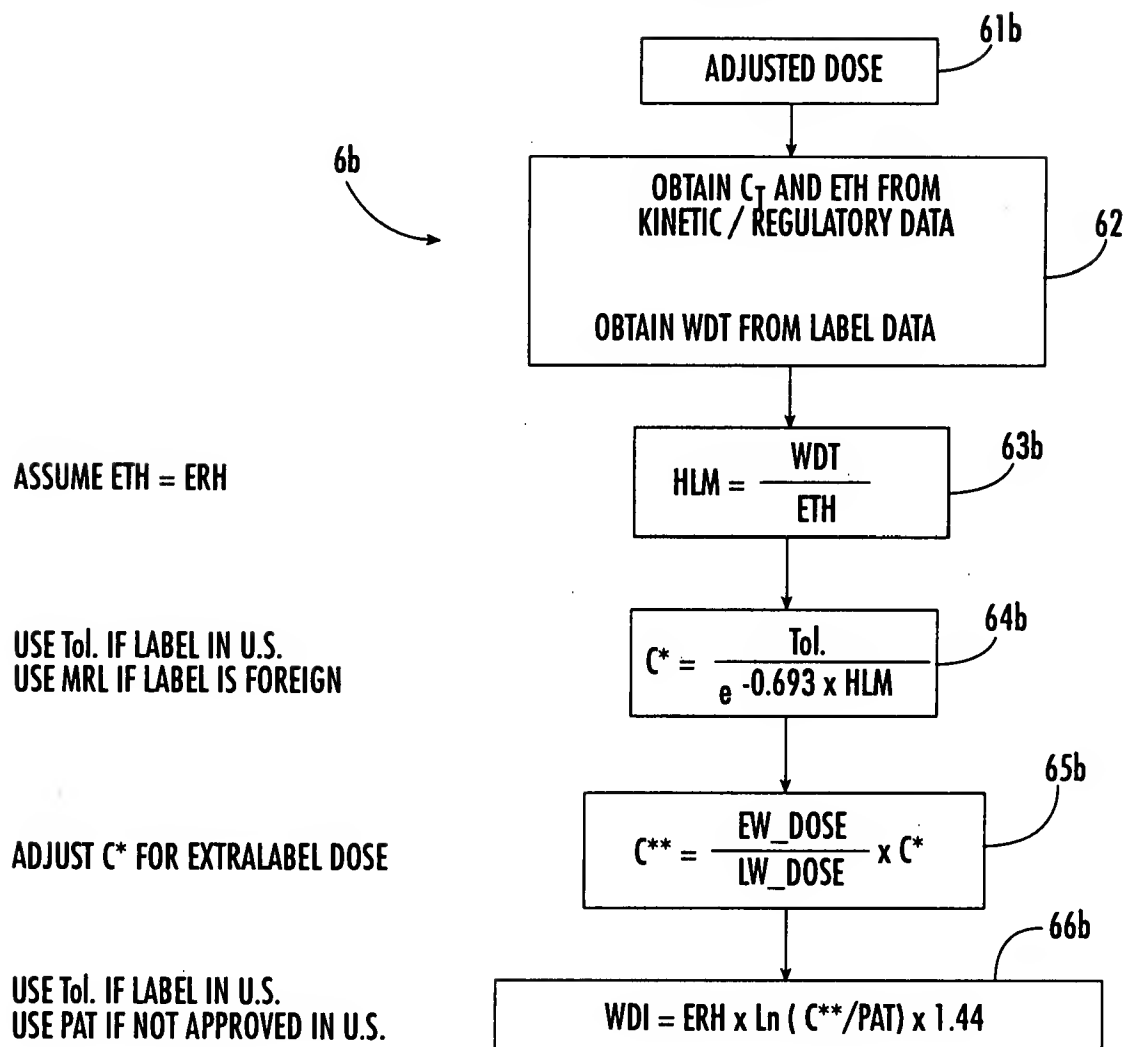 61b
ADJUSTED DOSE
6b
OBTAIN CT AND ETH FROM
KINETIC / REGULATORY DATA
62
OBTAIN WDT FROM LABEL DATA
ASSUME ETH = ERH
HLM = WDT / ETH
63b
USE Tol. IF LABEL IN U.S.
USE MRL IF LABEL IS FOREIGN
C* = Tol. / e -0.693 x HLM
64b
ADJUST C* FOR EXTRALABEL DOSE
C** = EW_DOSE / LW_DOSE x C*
65b
66b
USE Tol. IF LABEL IN U.S.
USE PAT IF NOT APPROVED IN U.S.
WDI = ERH x Ln ( C**/PAT) x 1.44